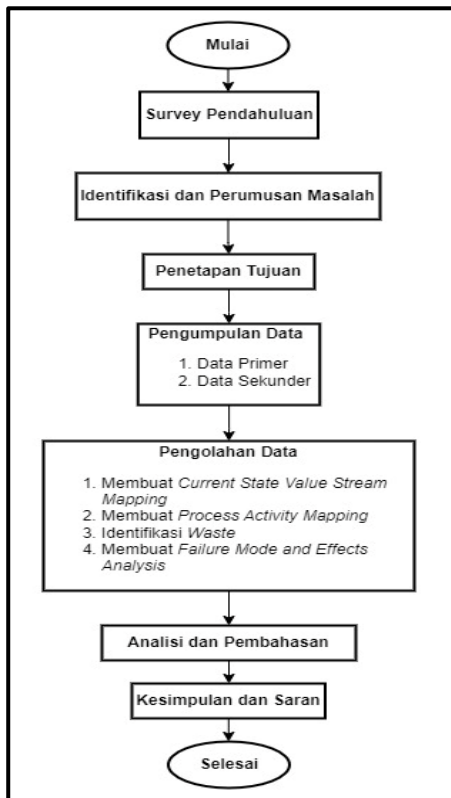 Mulai
Survey Pendahuluan
Identifikasi dan Perumusan Masalah
Penetapan Tujuan
Pengumpulan Data
1. Data Primer
2. Data Sekunder
Pengolahan Data
1. Membuat Current State Value Stream
Mapping
2. Membuat Process Activity Mapping
3. Identifikasi Waste
4. Membuat Failure Mode and Effects
Analysis
Analisi dan Pembahasan
Kesimpulan dan Saran
Selesai